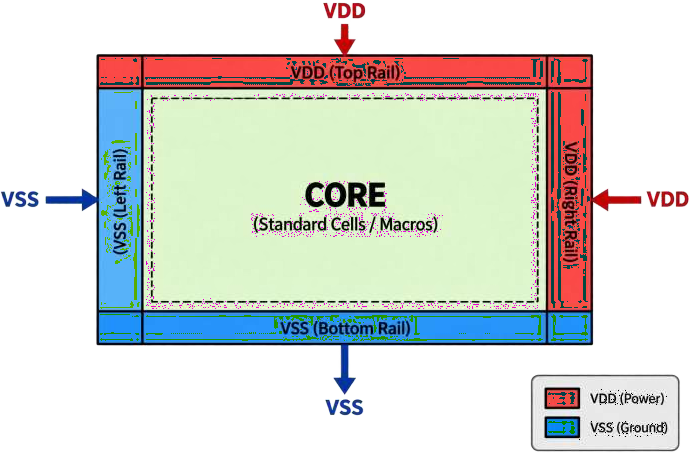 VDD
VDD (Top Rail)
(VSS (Left Rail)
VSS
CORE
(Standard Cells / Macros)
VDD (Right Rail)
VDD
VSS (Bottom Rail)
VSS
VDD (Power)
VSS (Ground)